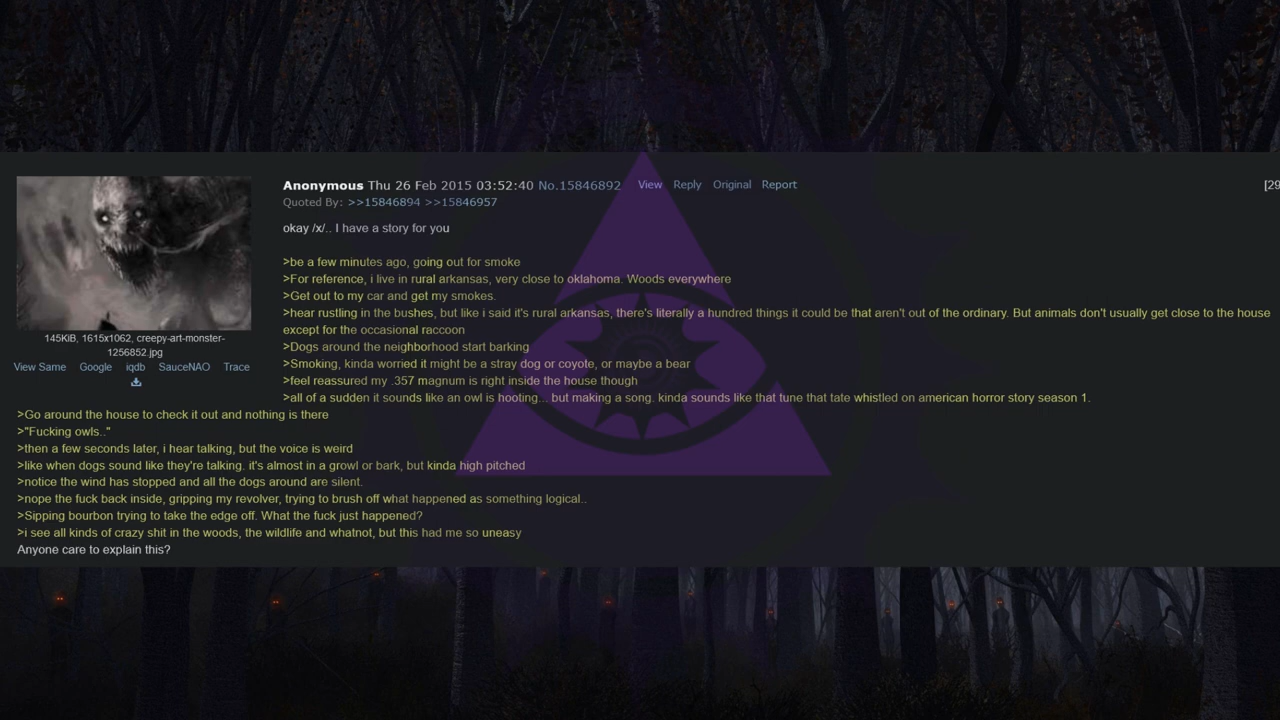 Anonymous Thu 26 Feb 2015 03:52:40 No.15846892 View Reply Original Report
[29
Quoted By: >>15846894 >>15846957
okay /x/.. I have a story for you
>be a few minutes ago, going out for smoke
>For reference, i live in rural arkansas, very close to oklahoma. Woods everywhere
>Get out to my car and get my smokes.
>hear rustling in the bushes, but like i said it's rural arkansas, there's literally a hundred things it could be that aren't out of the ordinary. But animals don't usually get close to the house
except for the occasional raccoon
145KiB, 1615x1062, creepy-art-monster-
1256852.jpg
View Same Google iqdb SauceNAO Trace
>Dogs around the neighborhood start barking
>Smoking, kinda worried it might be a stray dog or coyote, or maybe a bear
>feel reassured my .357 magnum is right inside the house though
>all of a sudden it sounds like an owl is hooting... but making a song. kinda sounds like that tune that tate whistled on american horror story season 1.
>Go around the house to check it out and nothing is there
>"Fucking owls.."
>then a few seconds later, i hear talking, but the voice is weird
>like when dogs sound like they're talking. it's almost in a growl or bark, but kinda high pitched
>notice the wind has stopped and all the dogs around are silent.
>nope the fuck back inside, gripping my revolver, trying to brush off what happened as something logical..
>Sipping bourbon trying to take the edge off. What the fuck just happened?
>i see all kinds of crazy shit in the woods, the wildlife and whatnot, but this had me so uneasy
Anyone care to explain this?